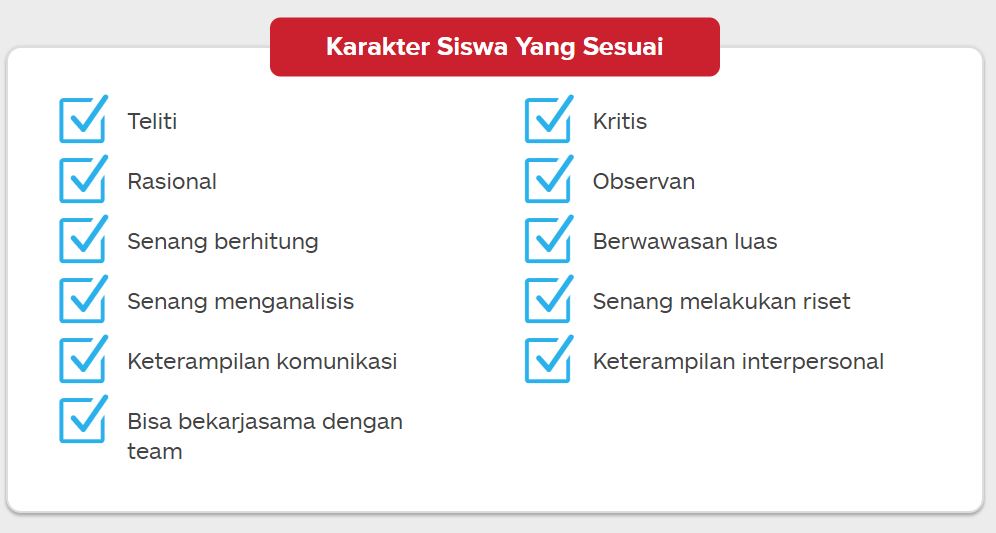 Karakter Siswa Yang Sesuai
Teliti
Rasional
Senang berhitung
Senang menganalisis
Keterampilan komunikasi
Bisa bekarjasama dengan
team
Kritis
Observan
Berwawasan luas
Senang melakukan riset
Keterampilan interpersonal